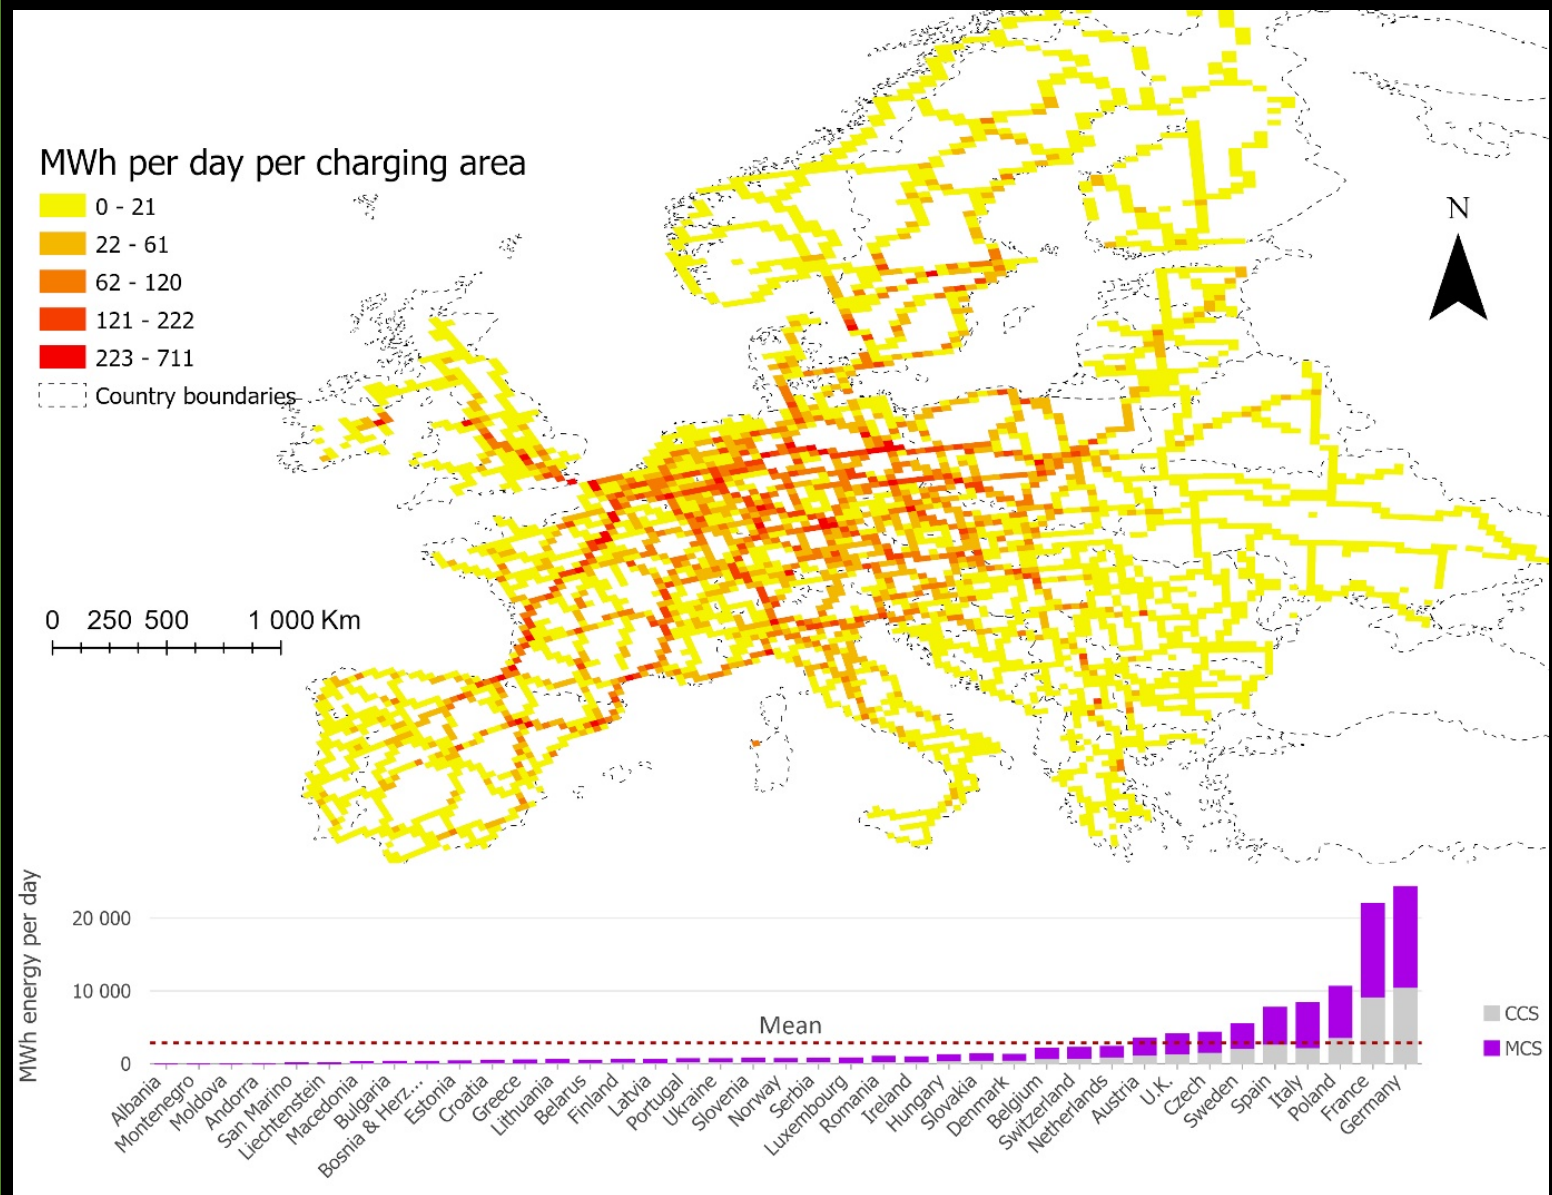 MWh per day per charging area
0 - 21
22 - 61
62 - 120
121 - 222
223 - 711
Country boundaries
N
0 250 500 1 000 Km
MWh energy per day
20 000
10 000
0
Mean
CCS
MCS
Albania
Montenegro
Moldova
Andorra
San Marino
Liechtenstein
Macedonia
Bulgaria
Bosnia & Herz...
Estonia
Croatia
Greece
Lithuania
Belarus
Finland
Latvia
Portugal
Ukraine
Slovenia
Norway
Serbia
Luxembourg
Romania
Ireland
Hungary
Slovakia
Denmark
Belgium
Switzerland
Netherlands
Austria
U.K.
Czech
Sweden
Spain
Italy
Poland
France
Germany